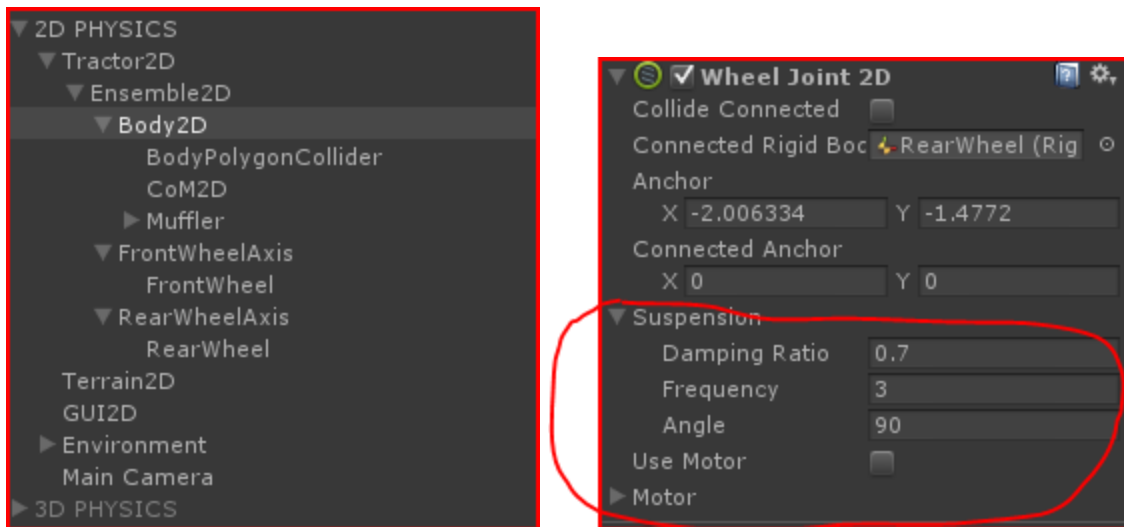 2D PHYSICS
Tractor2D
Ensemble2D
Body2D
BodyPolygonCollider
CoM2D
Muffler
FrontWheelAxis
FrontWheel
RearWheelAxis
RearWheel
Terrain2D
GUI2D
Environment
Main Camera
3D PHYSICS
Wheel Joint 2D
Collide Connected
Connected Rigid Boc RearWheel (Rig
Anchor
X -2.006334 Y -1.4772
Connected Anchor
X 0 Y 0
Suspension
Damping Ratio 0.7
Frequency 3
Angle 90
Use Motor
Motor